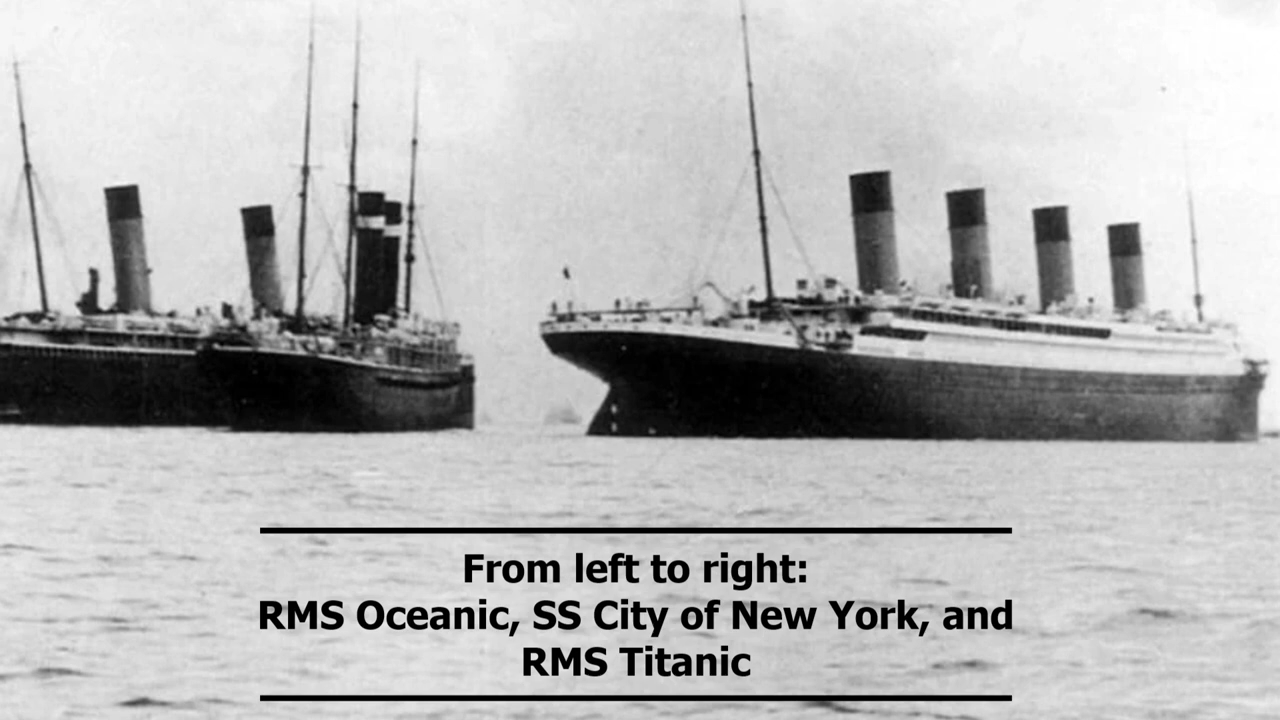 From left to right:
RMS Oceanic, SS City of New York, and
RMS Titanic